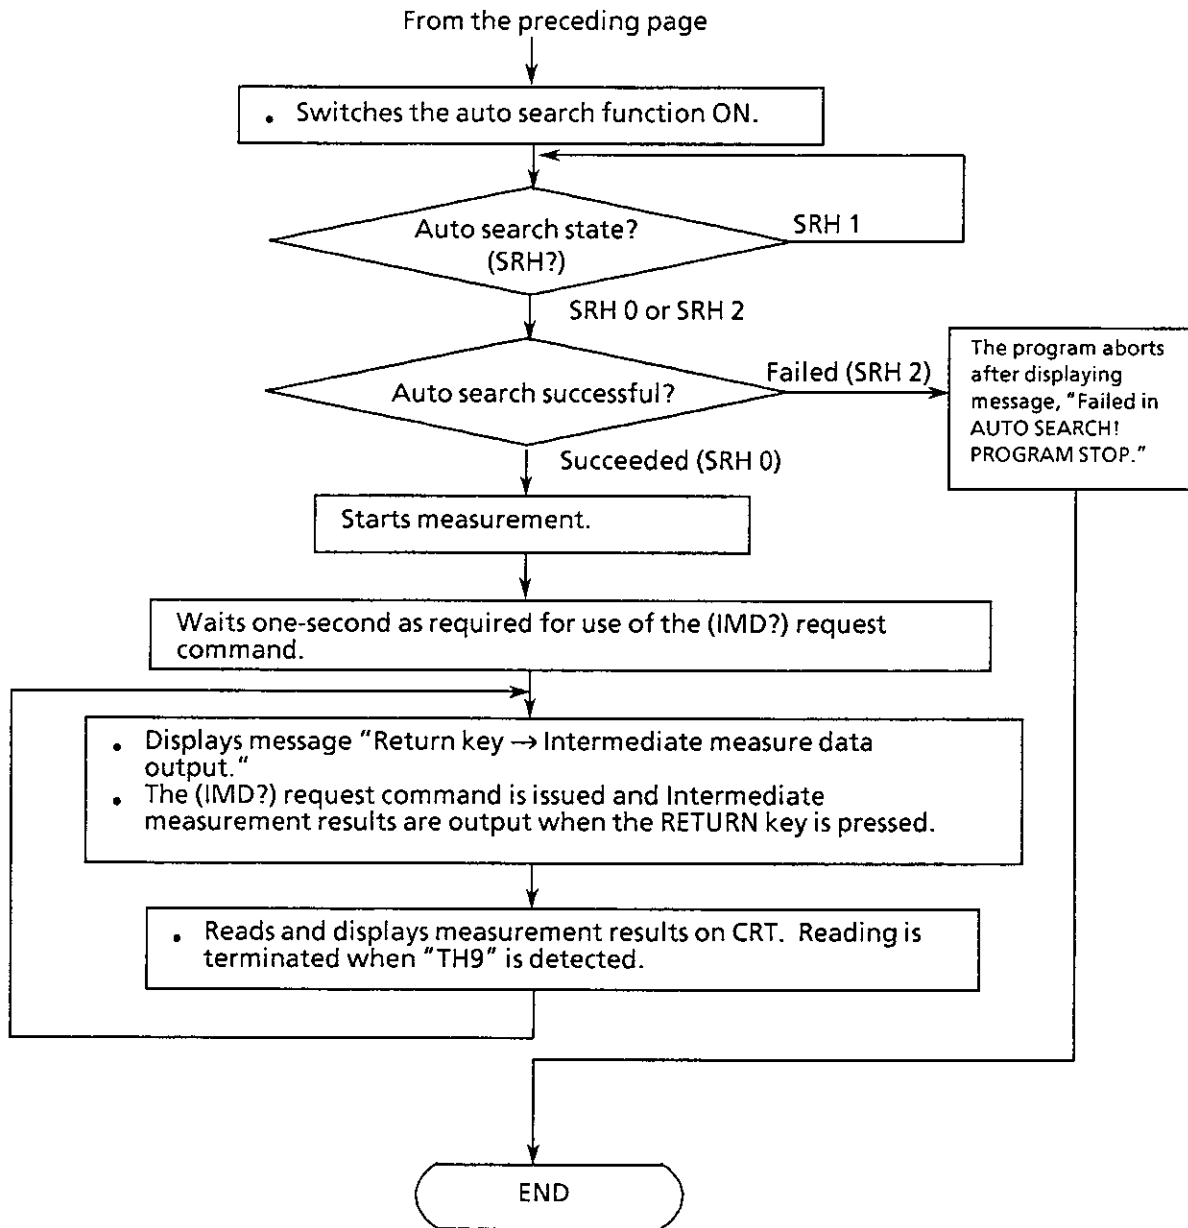 From the preceding page
• Switches the auto search function ON.
Auto search state?
(SRH?)
SRH 1
SRH 0 or SRH 2
Auto search successful?
Failed (SRH 2)
The program aborts
after displaying
message, "Failed in
AUTO SEARCH!
PROGRAM STOP."
Succeeded (SRH 0)
Starts measurement.
Waits one-second as required for use of the (IMD?) request
command.
• Displays message "Return key → Intermediate measure data
output."
• The (IMD?) request command is issued and Intermediate
measurement results are output when the RETURN key is pressed.
• Reads and displays measurement results on CRT. Reading is
terminated when "TH9" is detected.
END